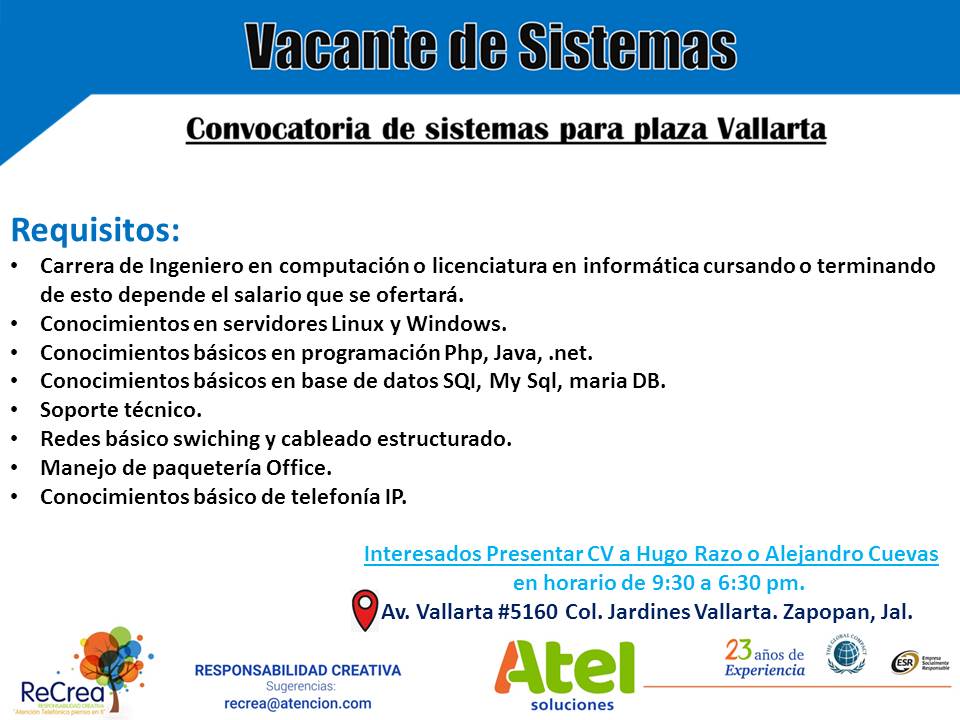 Vacante de Sistemas
Convocatoria de sistemas para plaza Vallarta
Requisitos:
• Carrera de Ingeniero en computación o licenciatura en informática cursando o terminando
de esto depende el salario que se ofertará.
• Conocimientos en servidores Linux y Windows.
• Conocimientos básicos en programación Php, Java, .net.
• Conocimientos básicos en base de datos SQl, My Sql, maria DB.
• Soporte técnico.
• Redes básico swiching y cableado estructurado.
• Manejo de paquetería Office.
• Conocimientos básico de telefonía IP.
Interesados Presentar CV a Hugo Razo o Alejandro Cuevas
en horario de 9:30 a 6:30 pm.
Av. Vallarta #5160 Col. Jardines Vallarta. Zapopan, Jal.
ReCrea
RESPONSABILIDAD CREATIVA
"Atención Telefónica piensa en ti"
RESPONSABILIDAD CREATIVA
Sugerencias:
recrea@atencion.com
Atel
soluciones
23 años de
Experiencia
THE GLOBAL COMPACT
ESR
Empresa
Socialmente
Responsable